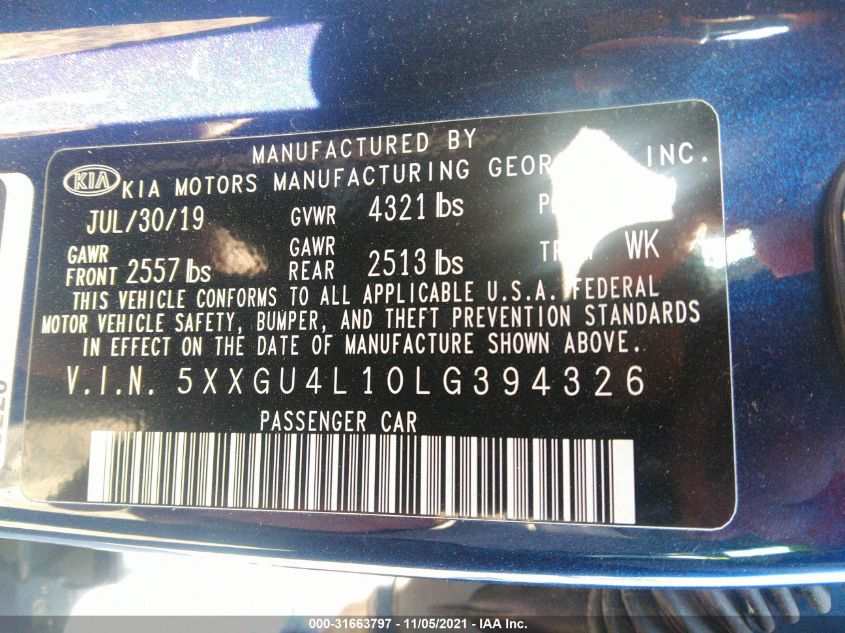 MANUFACTURED BY
KIA KIA MOTORS MANUFACTURING INC.
JUL/30/19 GVWR 4321 lbs
GAWR FRONT 2557 lbs GAWR REAR 2513 lbs WK
THIS VEHICLE CONFORMS TO ALL APPLICABLE U.S.A. FEDERAL
MOTOR VEHICLE SAFETY, BUMPER, AND THEFT PREVENTION STANDARDS
IN EFFECT ON THE DATE OF MANUFACTURE SHOWN ABOVE.
V.I.N. 5XXGU4L10LG394326
PASSENGER CAR
000-31663797 - 11/05/2021 - IAA Inc.